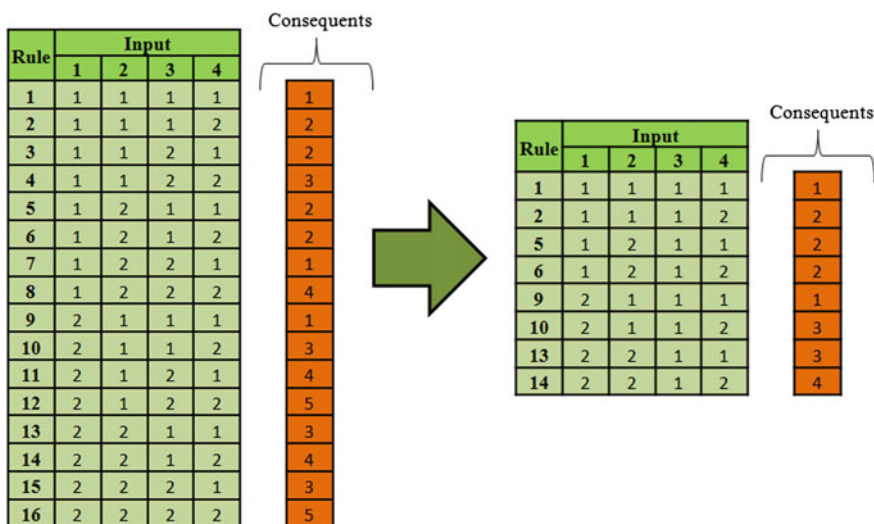 Consequents
Rule Input
1 2 3 4
1 1 1 1 1 1
2 1 1 1 2 2
3 1 1 2 1 2
4 1 1 2 2 3
5 1 2 1 1 2
6 1 2 1 2 2
7 1 2 2 1 1
8 1 2 2 2 4
9 2 1 1 1 1
10 2 1 1 2 3
11 2 1 2 1 4
12 2 1 2 2 5
13 2 2 1 1 3
14 2 2 1 2 4
15 2 2 2 1 3
16 2 2 2 2 5
Consequents
Rule Input
1 2 3 4
1 1 1 1 1 1
2 1 1 1 2 2
5 1 2 1 1 2
6 1 2 1 2 2
9 2 1 1 1 1
10 2 1 1 2 3
13 2 2 1 1 3
14 2 2 1 2 4